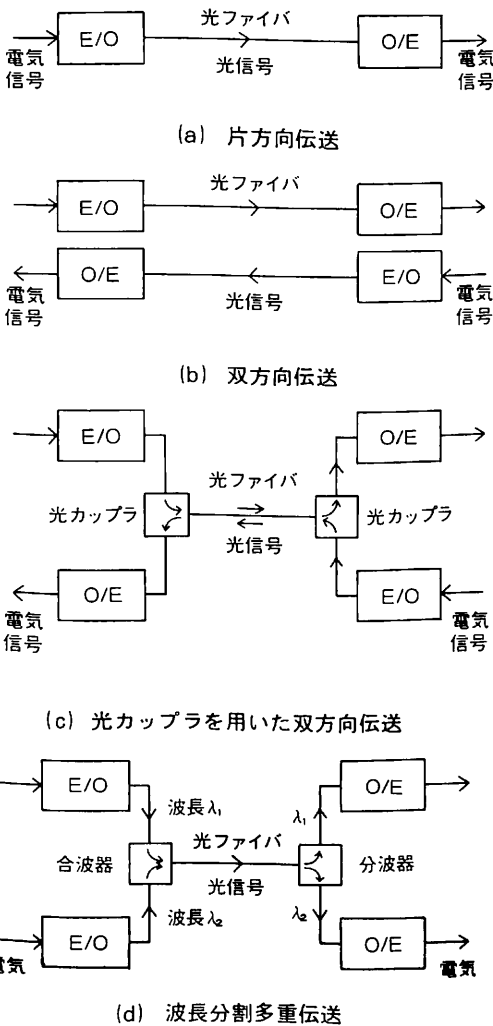 光ファイバ
E/O
O/E
電気
信号
光信号
電気
信号
(a) 片方向伝送
光ファイバ
E/O
O/E
O/E
E/O
電気
信号
光信号
電気
信号
(b) 双方向伝送
E/O
O/E
光ファイバ
光カップラ
光カップラ
光信号
O/E
E/O
電気
信号
電気
信号
(c) 光カップラを用いた双方向伝送
E/O
O/E
波長λ₁
λ₁
光ファイバ
合波器
分波器
光信号
波長λ₂
λ₂
E/O
O/E
電気
電気
(d) 波長分割多重伝送